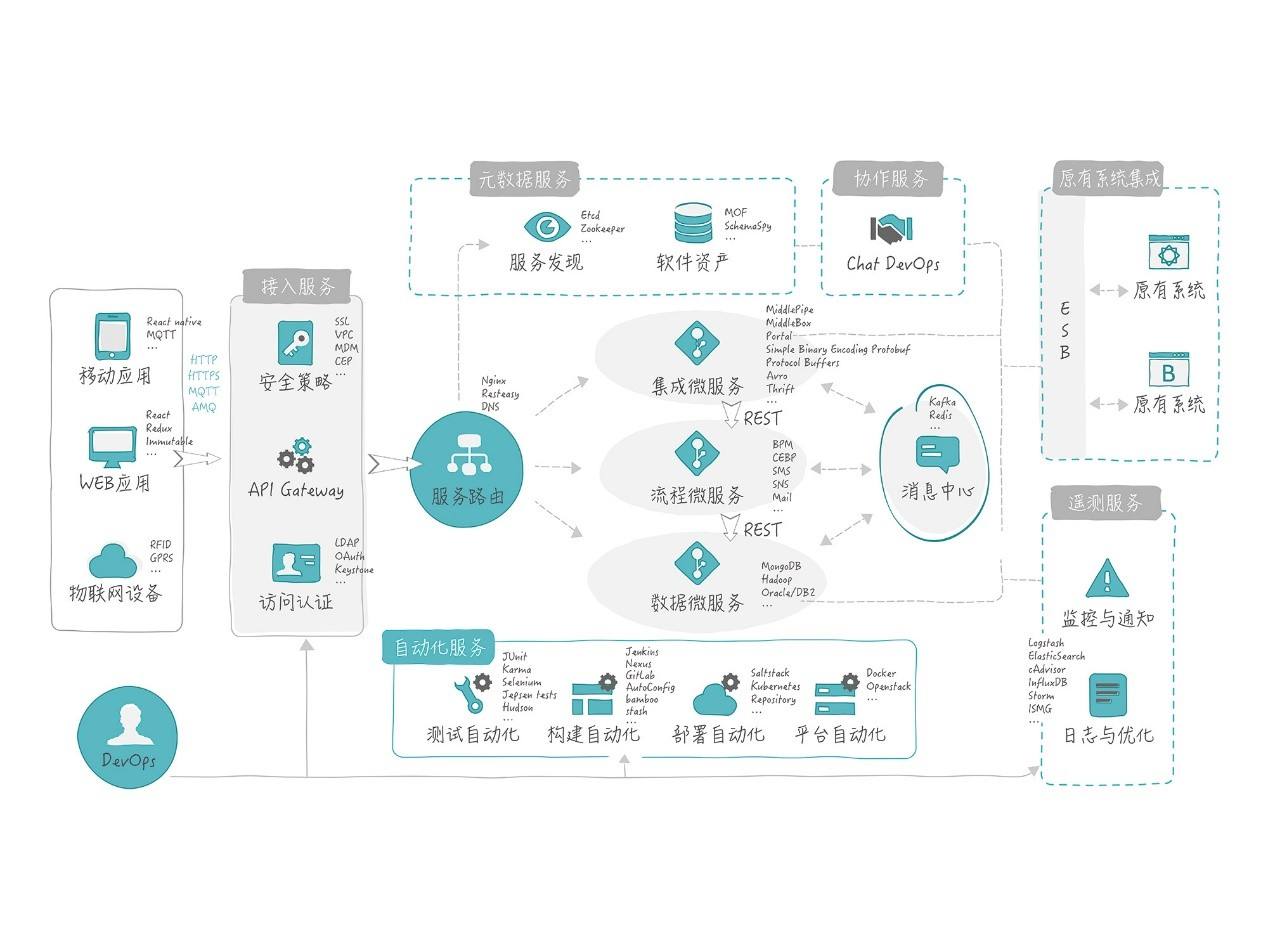 元数据服务
Etcd
Zookeeper
...
服务发现
MOF
SchemaSpy
...
软件资产
协作服务
Chat DevOps
原有系统集成
ESB
原有系统
B
原有系统
React native
MQTT
...
移动应用
React
Redux
Immutable
...
WEB应用
RFID
GPRS
...
物联网设备
HTTP
HTTPS
MQTT
AMQ
接入服务
SSL
VPC
MDM
CEP
...
安全策略
API Gateway
LDAP
OAuth
Keystone
...
访问认证
Nginx
Resteasy
DNS
服务路由
MiddlePipe
MiddleBox
Portal
Simple Binary Encoding Protobuf
Protocol Buffers
Avro
Thrift
...
集成微服务
REST
BPM
CEBP
SMS
SNS
Mail
...
流程微服务
REST
MongoDB
Hadoop
Oracle/DB2
...
数据微服务
Kafka
Redis
...
消息中心
遥测服务
监控与通知
Logstash
ElasticSearch
cAdvisor
InfluxDB
Storm
ISMG
...
日志与优化
自动化服务
JUnit
Karma
Selenium
Jepsen tests
Hudson
...
测试自动化
Jenkins
Nexus
GitLab
AutoConfig
bamboo
stash
...
构建自动化
Saltstack
Kubernetes
Repository
...
部署自动化
Docker
Openstack
...
平台自动化
DevOps